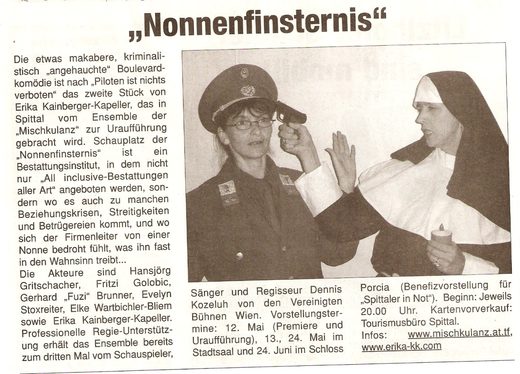 „Nonnenfinsternis“
Die etwas makabere, kriminali-
stisch „angehauchte“ Boulevard-
komödie ist nach „Piloten ist nichts
verboten“ das zweite Stück von
Erika Kainberger-Kapeller, das in
Spittal vom Ensemble der
„Mischkulanz“ zur Uraufführung
gebracht wird. Schauplatz der
„Nonnenfinsternis“ ist ein
Bestattungsinstitut, in dem nicht
nur „All inclusive-Bestattungen
aller Art“ angeboten werden, son-
dern wo es auch zu manchen
Beziehungskrisen, Streitigkeiten
und Betrügereien kommt, und wo
sich der Firmenleiter von einer
Nonne bedroht fühlt, was ihn fast
in den Wahnsinn treibt...
Die Akteure sind Hansjörg
Gritschacher, Fritzi Golobic,
Gerhard „Fuzi“ Brunner, Evelyn
Stoxreiter, Elke Wartbichler-Bliem
sowie Erika Kainberger-Kapeller.
Professionelle Regie-Unterstütz-
ung erhält das Ensemble bereits
zum dritten Mal vom Schauspieler,
Sänger und Regisseur Dennis
Kozeluh von den Vereinigten
Bühnen Wien. Vorstellungster-
mine: 12. Mai (Premiere und
Uraufführung), 13., 24. Mai im
Stadtsaal und 24. Juni im Schloss
Porcia (Benefizvorstellung für
„Spittaler in Not“). Beginn: Jeweils
20.00 Uhr. Kartenvorverkauf:
Tourismusbüro Spittal.
Infos: www.mischkulanz.at.tf,
www.erika-kk.com